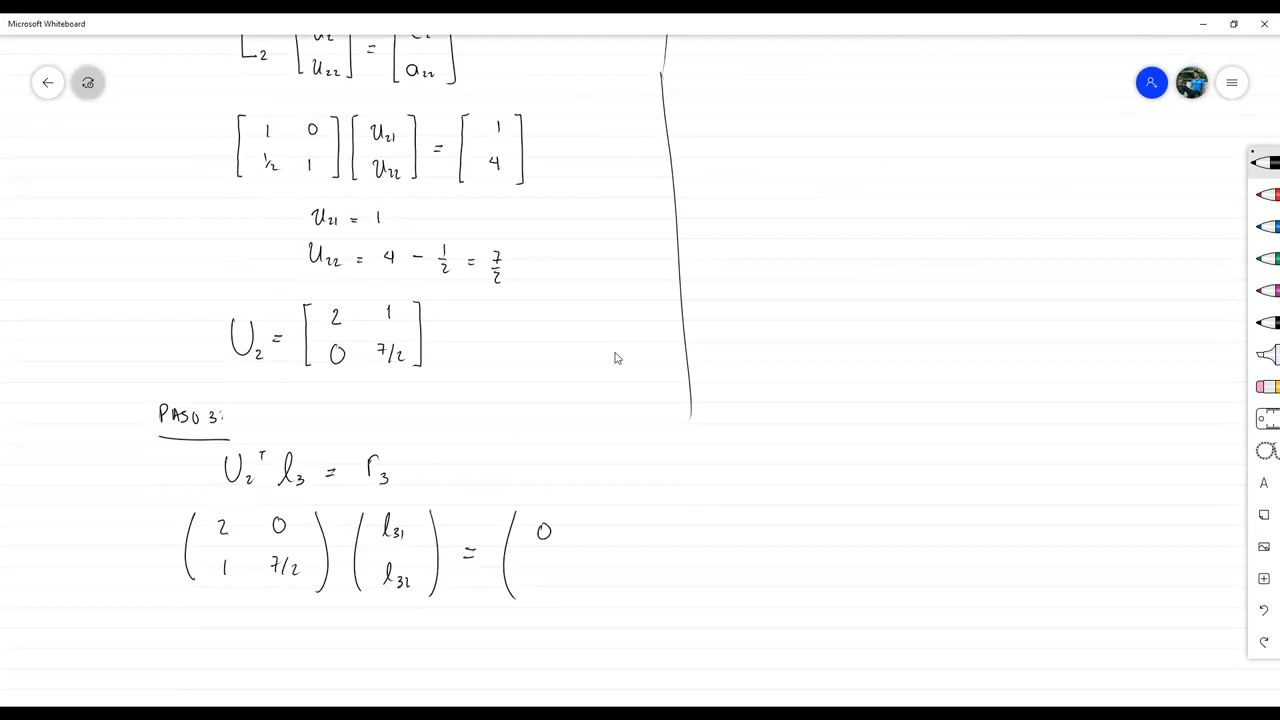 Microsoft Whiteboard
L₂ [u₂ u₂₂] = [ a₂₂]
[1 0 ½ 1] [u₂₁ u₂₂] = [1 4]
u₂₁ = 1
u₂₂ = 4 - 1/2 = 7/2
U₂ = [2 1 0 7/2]
PASO 3:
U₂ᵀ l₃ = r₃
(2 0 1 7/2) (l₃₁ l₃₂) = (0
A